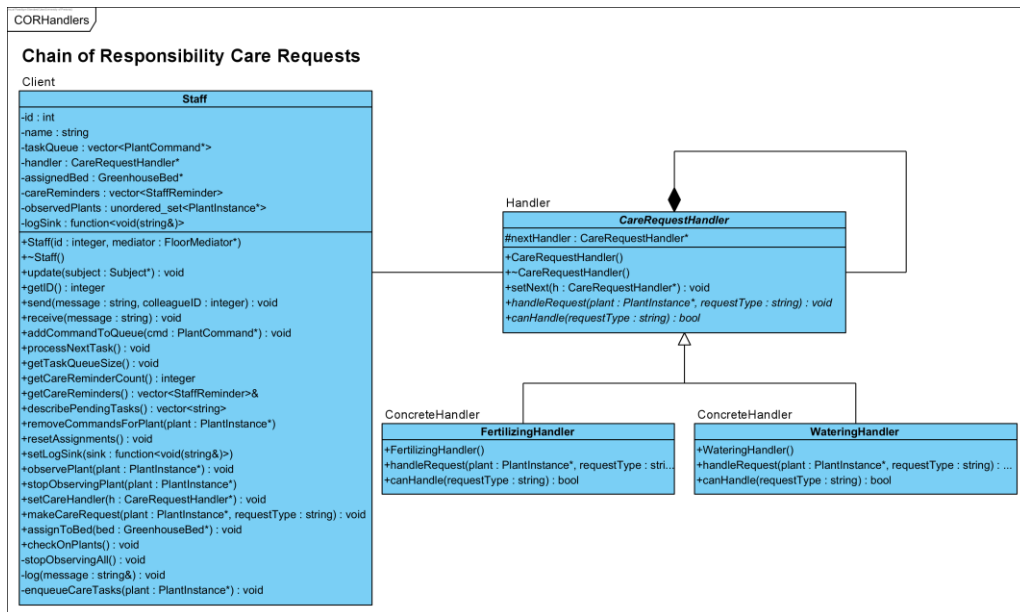 CORHandlers
Chain of Responsibility Care Requests
Client
Staff
-id : int
-name : string
-taskQueue : vector<PlantCommand*>
-handler : CareRequestHandler*
-assignedBed : GreenhouseBed*
-careReminders : vector<StaffReminder>
-observedPlants : unordered_set<PlantInstance*>
-logSink : function<void(string&)>
+Staff(id : integer, mediator : FloorMediator*)
+~Staff()
+update(subject : Subject*) : void
+getID() : integer
+send(message : string, colleagueID : integer) : void
+receive(message : string) : void
+addCommandToQueue(cmd : PlantCommand*) : void
+processNextTask() : void
+getTaskQueueSize() : void
+getCareReminderCount() : integer
+getCareReminders() : vector<StaffReminder>&
+describePendingTasks() : vector<string>
+removeCommandsForPlant(plant : PlantInstance*)
+resetAssignments() : void
+setLogSink(sink : function<void(string&)>)
+observePlant(plant : PlantInstance*) : void
+stopObservingPlant(plant : PlantInstance*)
+setCareHandler(h : CareRequestHandler*) : void
+makeCareRequest(plant : PlantInstance*, requestType : string) : void
+assignToBed(bed : GreenhouseBed*) : void
+checkOnPlants() : void
-stopObservingAll() : void
-log(message : string&) : void
-enqueueCareTasks(plant : PlantInstance*) : void
Handler
CareRequestHandler
#nextHandler : CareRequestHandler*
+CareRequestHandler()
+~CareRequestHandler()
+setNext(h : CareRequestHandler*) : void
+handleRequest(plant : PlantInstance*, requestType : string) : void
+canHandle(requestType : string) : bool
ConcreteHandler
FertilizingHandler
+FertilizingHandler()
+handleRequest(plant : PlantInstance*, requestType : stri...
+canHandle(requestType : string) : bool
ConcreteHandler
WateringHandler
+WateringHandler()
+handleRequest(plant : PlantInstance*, requestType : string) : ...
+canHandle(requestType : string) : bool